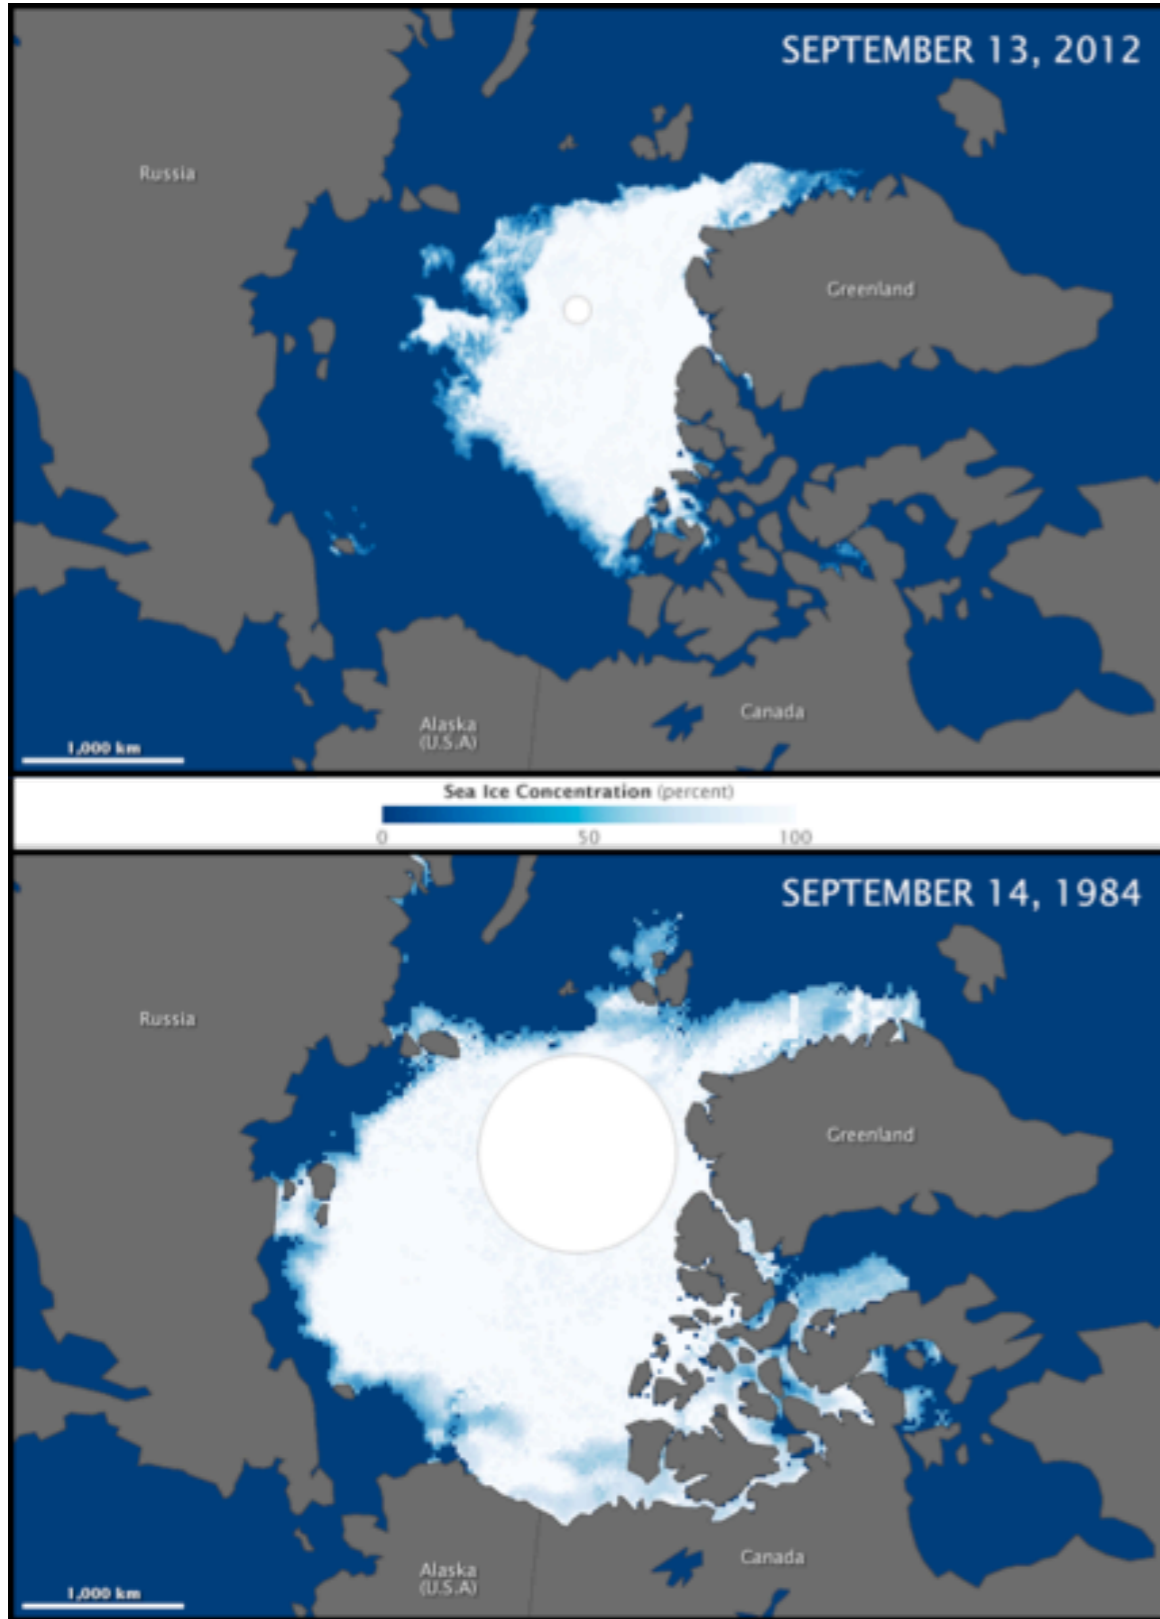 SEPTEMBER 13, 2012
Russia
Greenland
Canada
Alaska
(U.S.A)
1,000 km
Sea Ice Concentration (percent)
0 50 100
SEPTEMBER 14, 1984
Russia
Greenland
Canada
Alaska
(U.S.A)
1,000 km